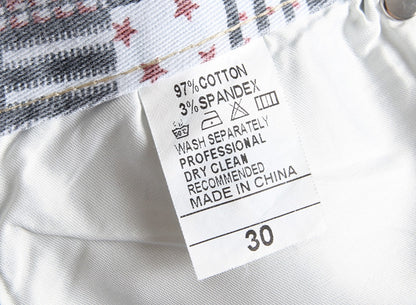 97% COTTON
3% SPANDEX
WASH SEPARATELY
PROFESSIONAL
DRY CLEAN
RECOMMENDED
MADE IN CHINA
30